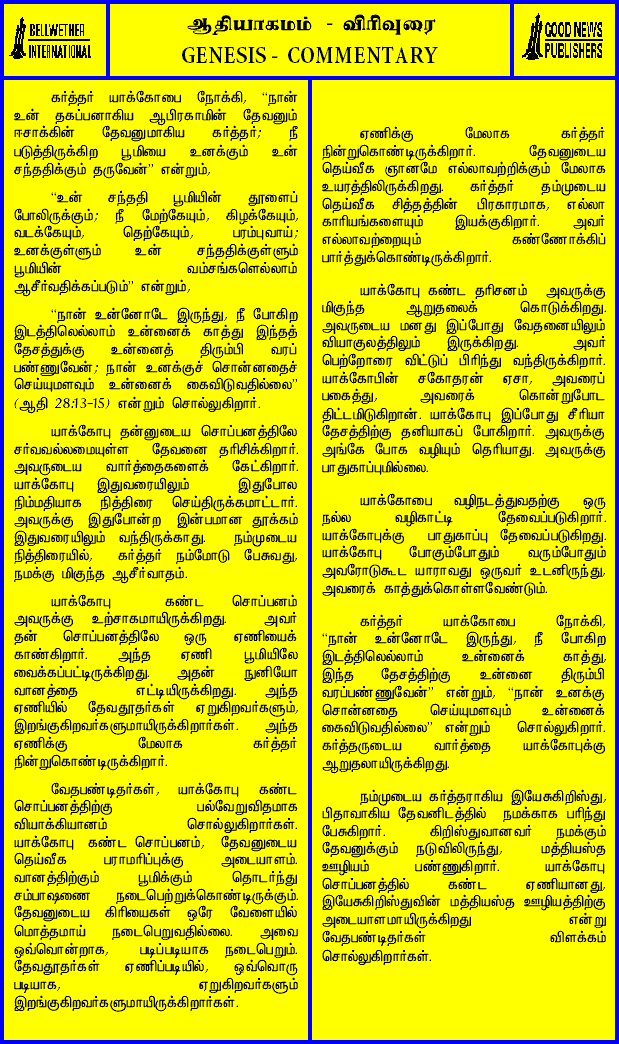 BELLWETHER
INTERNATIONAL
ஆதியாகமம் - விரிவுரை
GENESIS - COMMENTARY
GOOD NEWS
PUBLISHERS
கர்த்தர் யாக்கோபை நோக்கி, “நான்
உன் தகப்பனாகிய ஆபிரகாமின் தேவனும்
ஈசாக்கின் தேவனுமாகிய கர்த்தர்; நீ
படுத்திருக்கிற பூமியை உனக்கும் உன்
சந்ததிக்கும் தருவேன்” என்றும்,
“உன் சந்ததி பூமியின் தூளைப்
போலிருக்கும்; நீ மேற்கேயும், கிழக்கேயும்,
வடக்கேயும், தெற்கேயும், பரம்புவாய்;
உனக்குள்ளும் உன் சந்ததிக்குள்ளும்
பூமியின் வம்சங்களெல்லாம்
ஆசீர்வதிக்கப்படும்” என்றும்,
“நான் உன்னோடே இருந்து, நீ போகிற
இடத்திலெல்லாம் உன்னைக் காத்து இந்தத்
தேசத்துக்கு உன்னைத் திரும்பி வரப்
பண்ணுவேன்; நான் உனக்குச் சொன்னதைச்
செய்யுமளவும் உன்னைக் கைவிடுவதில்லை”
(ஆதி 28:13-15) என்றும் சொல்லுகிறார்.
யாக்கோபு தன்னுடைய சொப்பனத்திலே
சர்வவல்லமையுள்ள தேவனை தரிசிக்கிறார்.
அவருடைய வார்த்தைகளைக் கேட்கிறார்.
யாக்கோபு இதுவரையிலும் இதுபோல
நிம்மதியாக நித்திரை செய்திருக்கமாட்டார்.
அவருக்கு இதுபோன்ற இன்பமான தூக்கம்
இதுவரையிலும் வந்திருக்காது. நம்முடைய
நித்திரையில், கர்த்தர் நம்மோடு பேசுவது,
நமக்கு மிகுந்த ஆசீர்வாதம்.
யாக்கோபு கண்ட சொப்பனம்
அவருக்கு உற்சாகமாயிருக்கிறது. அவர்
தன் சொப்பனத்திலே ஒரு ஏணியைக்
காண்கிறார். அந்த ஏணி பூமியிலே
வைக்கப்பட்டிருக்கிறது. அதன் நுனியோ
வானத்தை எட்டியிருக்கிறது. அந்த
ஏணியில் தேவதூதர்கள் ஏறுகிறவர்களும்,
இறங்குகிறவர்களுமாயிருக்கிறார்கள். அந்த
ஏணிக்கு மேலாக கர்த்தர்
நின்றுகொண்டிருக்கிறார்.
வேதபண்டிதர்கள், யாக்கோபு கண்ட
சொப்பனத்திற்கு பல்வேறுவிதமாக
வியாக்கியானம் சொல்லுகிறார்கள்.
யாக்கோபு கண்ட சொப்பனம், தேவனுடைய
தெய்வீக பராமரிப்புக்கு அடையாளம்.
வானத்திற்கும் பூமிக்கும் தொடர்ந்து
சம்பாஷணை நடைபெற்றுக்கொண்டிருக்கும்.
தேவனுடைய கிரியைகள் ஒரே வேளையில்
மொத்தமாய் நடைபெறுவதில்லை. அவை
ஒவ்வொன்றாக, படிப்படியாக நடைபெறும்.
தேவதூதர்கள் ஏணிப்படியில், ஒவ்வொரு
படியாக, ஏறுகிறவர்களும்
இறங்குகிறவர்களுமாயிருக்கிறார்கள்.
ஏணிக்கு மேலாக கர்த்தர்
நின்றுகொண்டிருக்கிறார். தேவனுடைய
தெய்வீக ஞானமே எல்லாவற்றிக்கும் மேலாக
உயரத்திலிருக்கிறது. கர்த்தர் தம்முடைய
தெய்வீக சித்தத்தின் பிரகாரமாக, எல்லா
காரியங்களையும் இயக்குகிறார். அவர்
எல்லாவற்றையும் கண்ணோக்கிப்
பார்த்துக்கொண்டிருக்கிறார்.
யாக்கோபு கண்ட தரிசனம் அவருக்கு
மிகுந்த ஆறுதலைக் கொடுக்கிறது.
அவருடைய மனது இப்போது வேதனையிலும்
வியாகுலத்திலும் இருக்கிறது. அவர்
பெற்றோரை விட்டுப் பிரிந்து வந்திருக்கிறார்.
யாக்கோபின் சகோதரன் ஏசா, அவரைப்
பகைத்து, அவரைக் கொன்றுபோட
திட்டமிடுகிறான். யாக்கோபு இப்போது சீரியா
தேசத்திற்கு தனியாகப் போகிறார். அவருக்கு
அங்கே போக வழியும் தெரியாது. அவருக்கு
பாதுகாப்புமில்லை.
யாக்கோபை வழிநடத்துவதற்கு ஒரு
நல்ல வழிகாட்டி தேவைப்படுகிறார்.
யாக்கோபுக்கு பாதுகாப்பு தேவைப்படுகிறது.
யாக்கோபு போகும்போதும் வரும்போதும்
அவரோடுகூட யாராவது ஒருவர் உடனிருந்து,
அவரைக் காத்துக்கொள்ளவேண்டும்.
கர்த்தர் யாக்கோபை நோக்கி,
“நான் உன்னோடே இருந்து, நீ போகிற
இடத்திலெல்லாம் உன்னைக் காத்து,
இந்த தேசத்திற்கு உன்னை திரும்பி
வரப்பண்ணுவேன்” என்றும், “நான் உனக்கு
சொன்னதை செய்யுமளவும் உன்னைக்
கைவிடுவதில்லை” என்றும் சொல்லுகிறார்.
கர்த்தருடைய வார்த்தை யாக்கோபுக்கு
ஆறுதலாயிருக்கிறது.
நம்முடைய கர்த்தராகிய இயேசுகிறிஸ்து,
பிதாவாகிய தேவனிடத்தில் நமக்காக பரிந்து
பேசுகிறார். கிறிஸ்துவானவர் நமக்கும்
தேவனுக்கும் நடுவிலிருந்து, மத்தியஸ்த
ஊழியம் பண்ணுகிறார். யாக்கோபு
சொப்பனத்தில் கண்ட ஏணியானது,
இயேசுகிறிஸ்துவின் மத்தியஸ்த ஊழியத்திற்கு
அடையாளமாயிருக்கிறது என்று
வேதபண்டிதர்கள் விளக்கம்
சொல்லுகிறார்கள்.